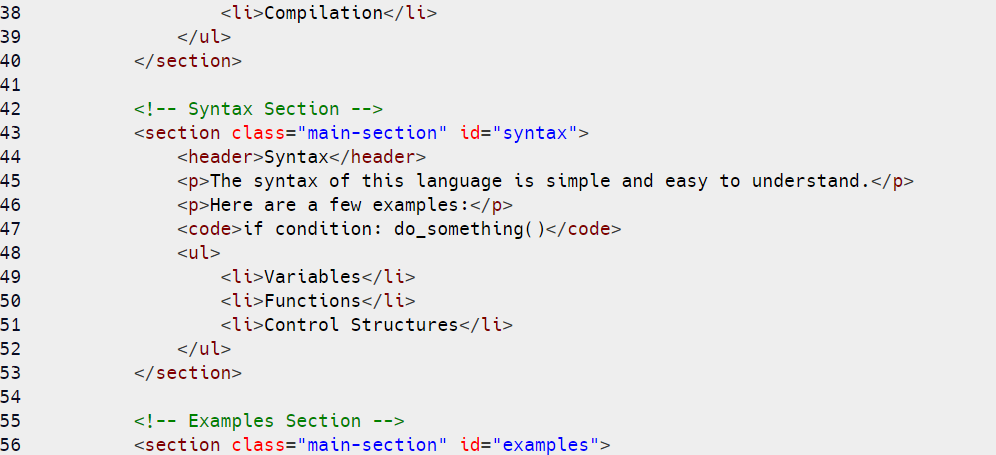 38                    <li>Compilation</li>
39                </ul>
40            </section>
41
42            <!-- Syntax Section -->
43            <section class="main-section" id="syntax">
44                <header>Syntax</header>
45                <p>The syntax of this language is simple and easy to understand.</p>
46                <p>Here are a few examples:</p>
47                <code>if condition: do_something()</code>
48                <ul>
49                    <li>Variables</li>
50                    <li>Functions</li>
51                    <li>Control Structures</li>
52                </ul>
53            </section>
54
55            <!-- Examples Section -->
56            <section class="main-section" id="examples">